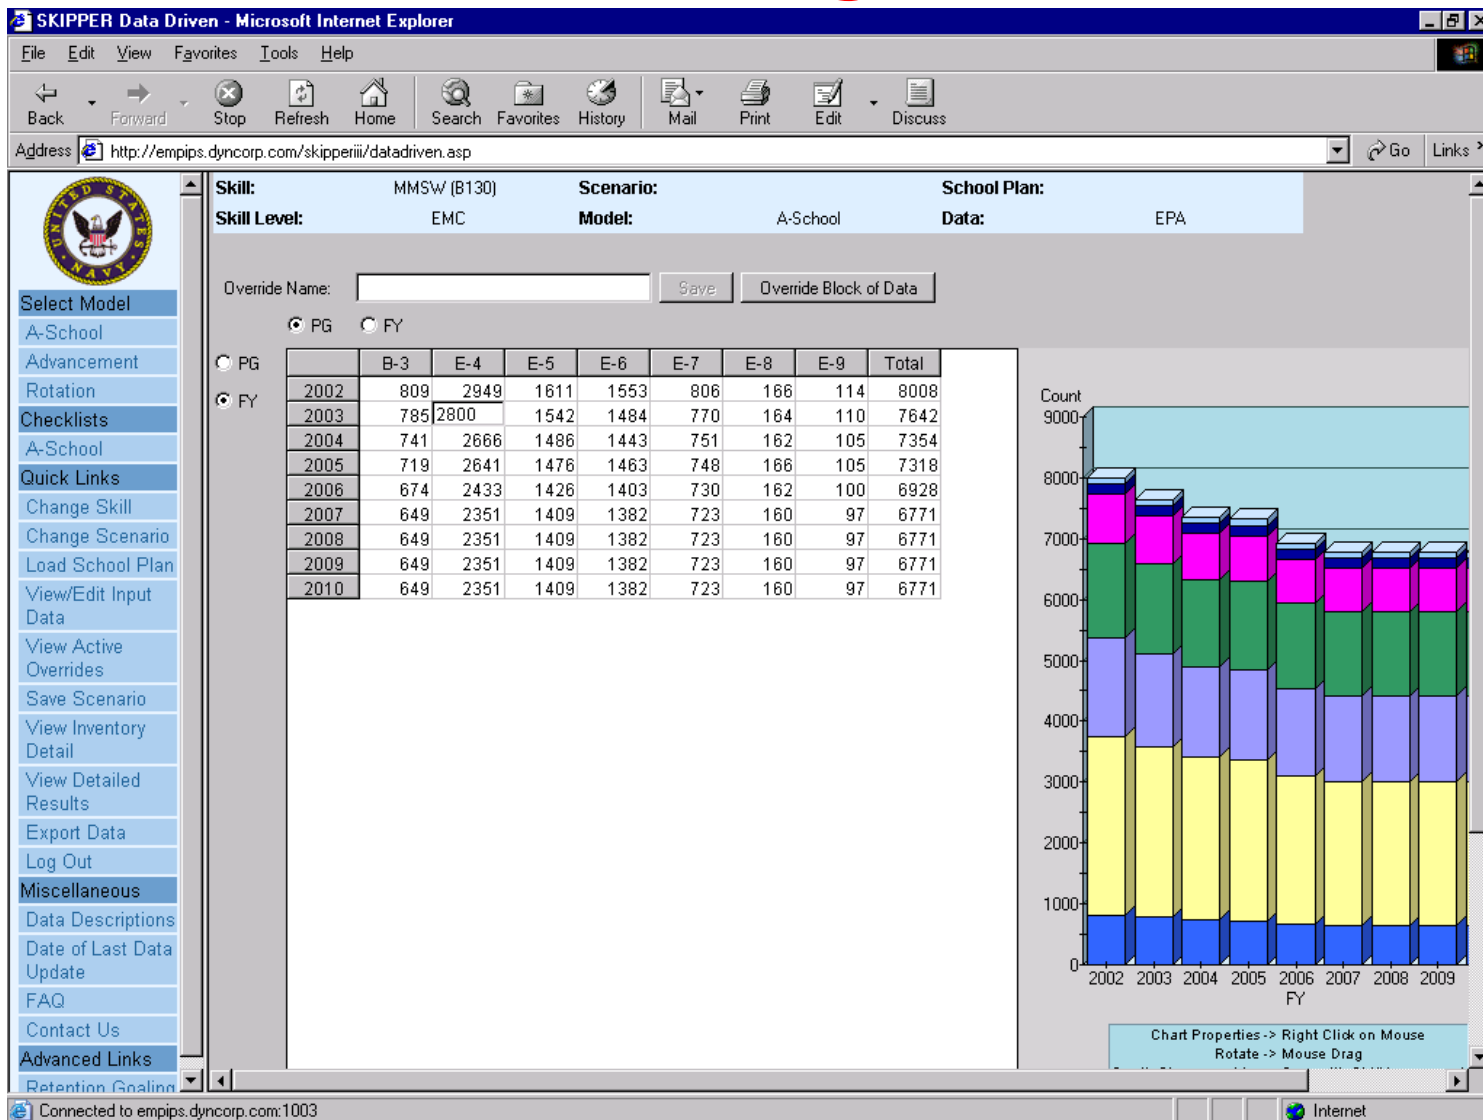 SKIPPER Data Driven - Microsoft Internet Explorer
File Edit View Favorites Tools Help
Back Forward Stop Refresh Home Search Favorites History Mail Print Edit Discuss
Address http://empips.dyncorp.com/skipperiii/datadriven.asp Go Links
UNITED STATES NAVY
Select Model
A-School
Advancement
Rotation
Checklists
A-School
Quick Links
Change Skill
Change Scenario
Load School Plan
View/Edit Input
Data
View Active
Overrides
Save Scenario
View Inventory
Detail
View Detailed
Results
Export Data
Log Out
Miscellaneous
Data Descriptions
Date of Last Data
Update
FAQ
Contact Us
Advanced Links
Retention Goaling
Skill: MMSW (B130) Scenario: School Plan:
Skill Level: EMC Model: A-School Data: EPA
Override Name: Save Override Block of Data
PG FY
PG
FY
B-3 E-4 E-5 E-6 E-7 E-8 E-9 Total
2002 809 2949 1611 1553 806 166 114 8008
2003 785 2800 1542 1484 770 164 110 7642
2004 741 2666 1486 1443 751 162 105 7354
2005 719 2641 1476 1463 748 166 105 7318
2006 674 2433 1426 1403 730 162 100 6928
2007 649 2351 1409 1382 723 160 97 6771
2008 649 2351 1409 1382 723 160 97 6771
2009 649 2351 1409 1382 723 160 97 6771
2010 649 2351 1409 1382 723 160 97 6771
Count
9000
8000
7000
6000
5000
4000
3000
2000
1000
0
2002 2003 2004 2005 2006 2007 2008 2009
FY
Chart Properties -> Right Click on Mouse
Rotate -> Mouse Drag
Connected to empips.dyncorp.com:1003 Internet